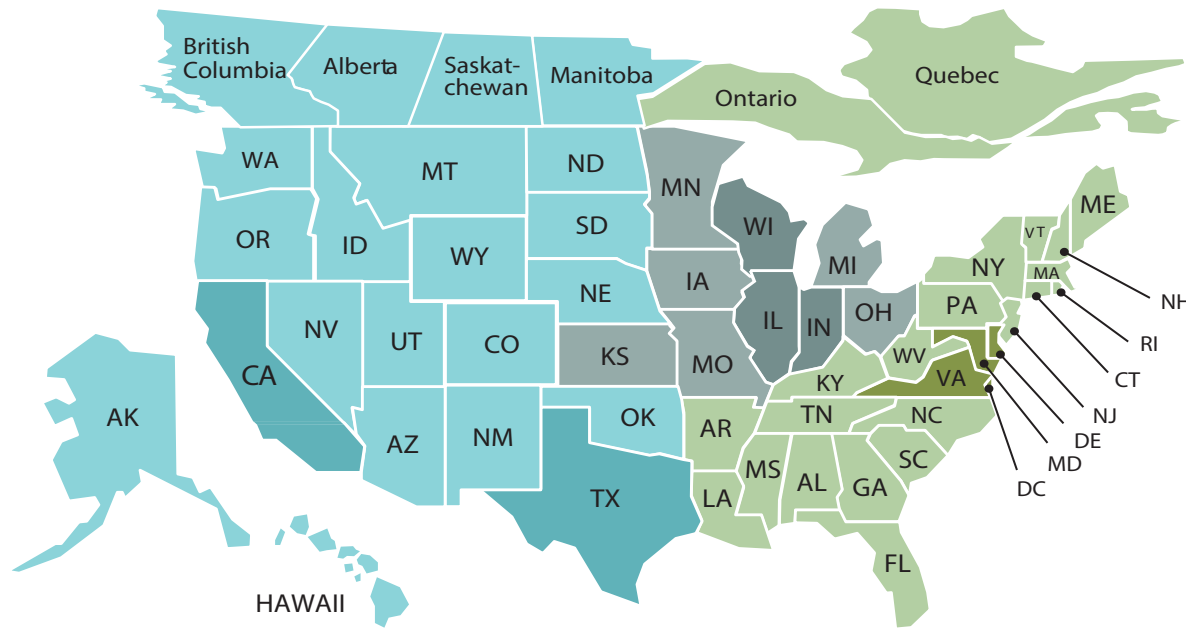 British
Columbia
Alberta
Saskat-
chewan
Manitoba
Ontario
Quebec
WA
MT
ND
MN
OR
ID
WY
SD
WI
MI
NY
VT
ME
MA
NH
NV
UT
CO
NE
IA
IL
IN
OH
PA
RI
CA
KS
MO
KY
WV
VA
CT
NJ
DE
MD
DC
AK
AZ
NM
OK
AR
TN
NC
SC
TX
LA
MS
AL
GA
FL
HAWAII